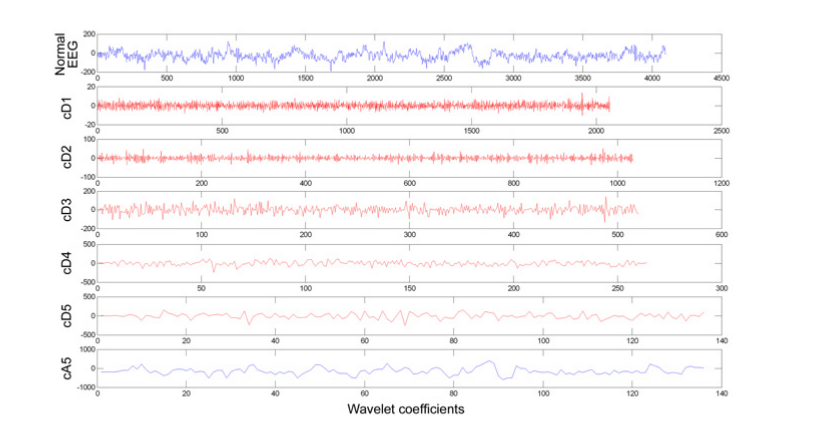 Normal
EEG
200
0
-200
0 500 1000 1500 2000 2500 3000 3500 4000 4500
cD1
20
0
-20
0 500 1000 1500 2000 2500
cD2
100
0
-100
0 200 400 600 800 1000 1200
cD3
200
0
-200
0 100 200 300 400 500 600
cD4
500
0
-500
0 50 100 150 200 250 300
cD5
500
0
-500
0 20 40 60 80 100 120 140
cA5
1000
0
-1000
0 20 40 60 80 100 120 140
Wavelet coefficients